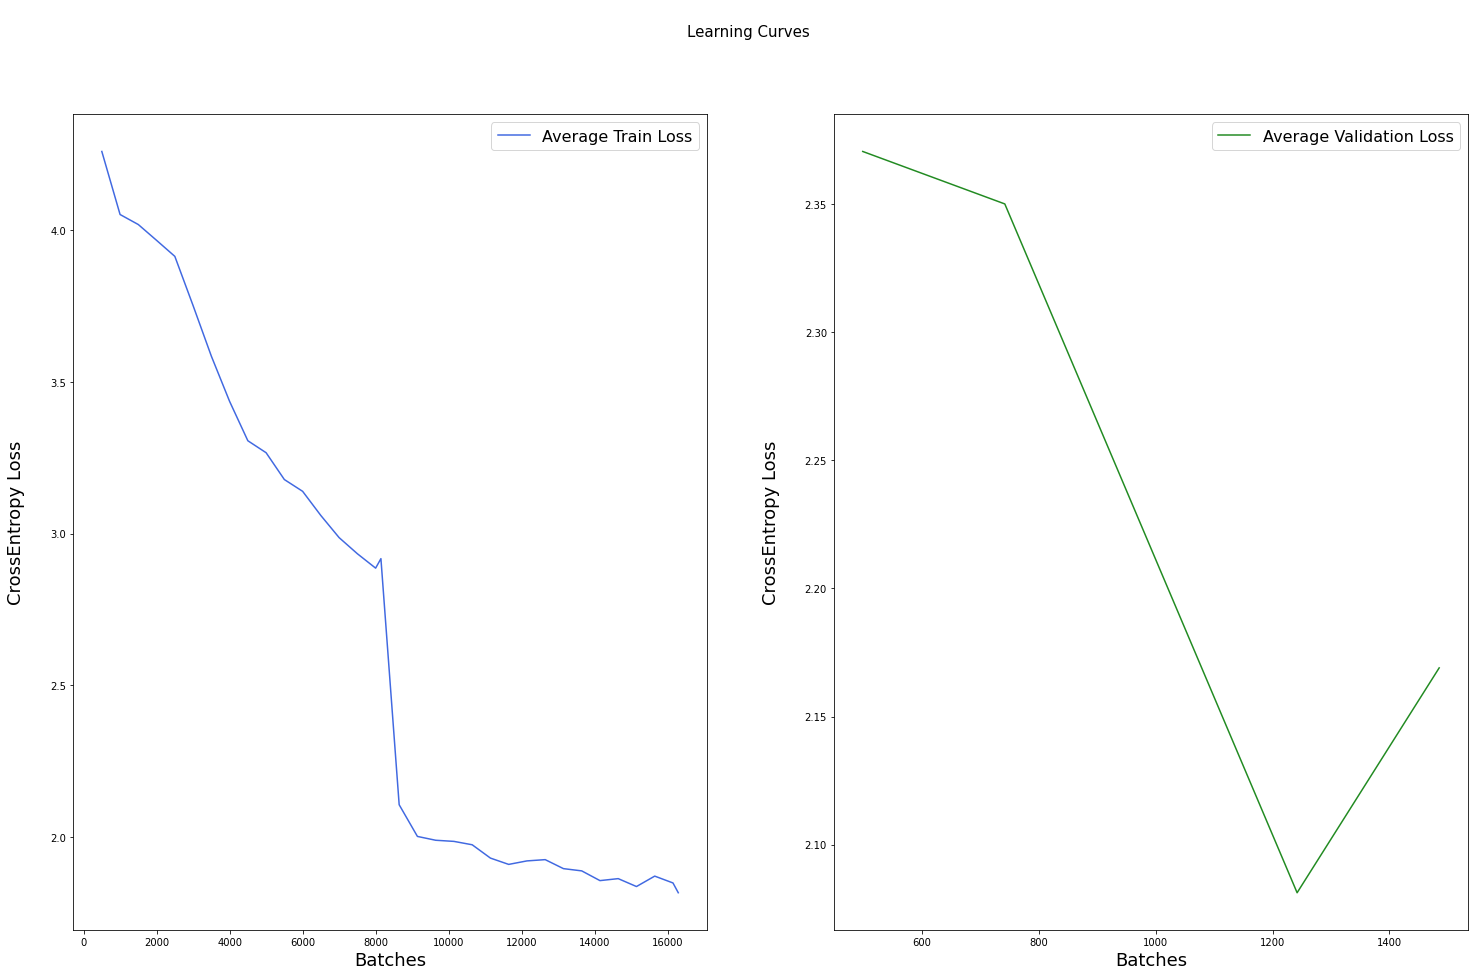 Learning Curves
Average Train Loss
4.0
3.5
3.0
2.5
2.0
CrossEntropy Loss
0 2000 4000 6000 8000 10000 12000 14000 16000
Batches
Average Validation Loss
2.35
2.30
2.25
2.20
2.15
2.10
CrossEntropy Loss
600 800 1000 1200 1400
Batches